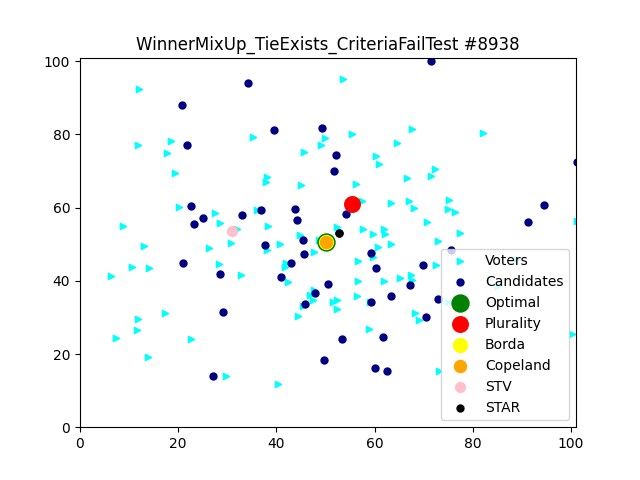 WinnerMixUp_TieExists_CriteriaFailTest #8938
100
80
60
40
20
0
0
20
40
60
80
100
Voters
Candidates
Optimal
Plurality
Borda
Copeland
STV
STAR